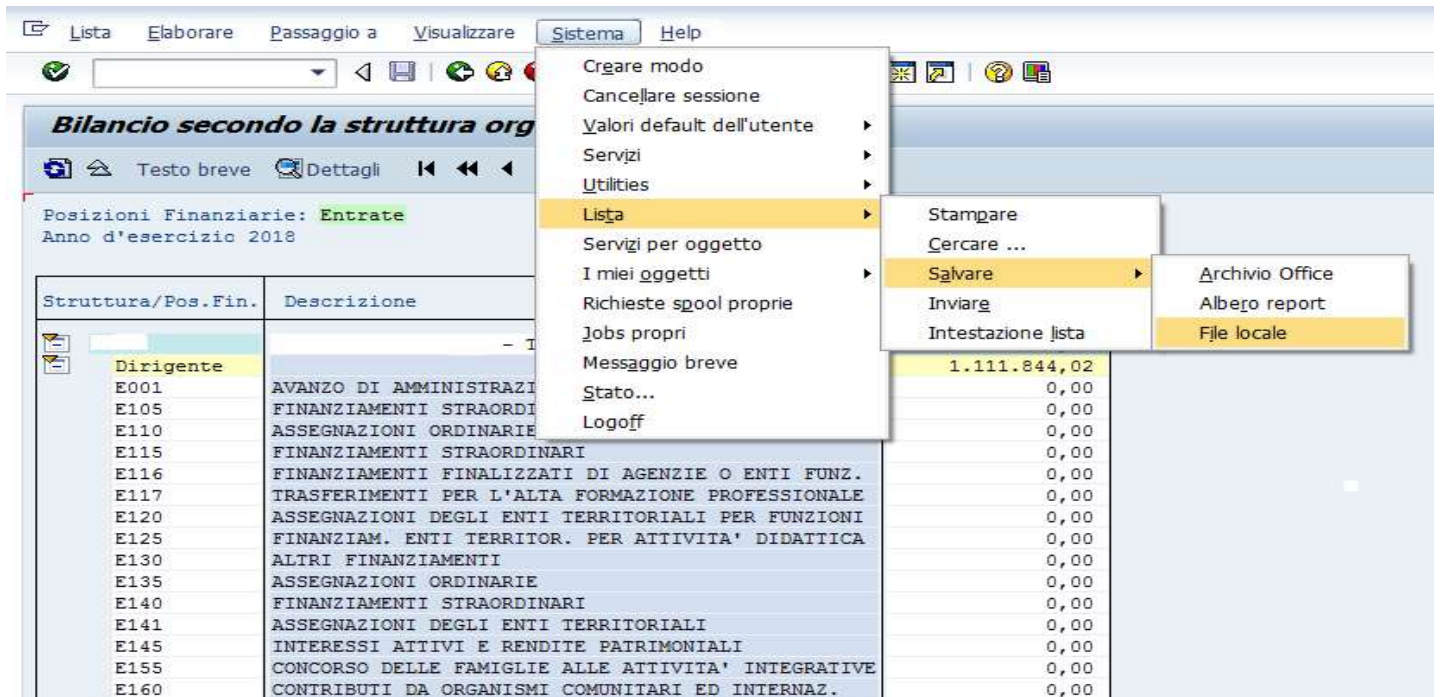 Lista Elaborare Passaggio a Visualizzare Sistema Help
Bilancio secondo la struttura org
Testo breve Dettagli
Posizioni Finanziarie: Entrate
Anno d'esercizio 2018
Struttura/Pos.Fin. Descrizione
Dirigente 1.111.844,02
E001 AVANZO DI AMMINISTRAZI 0,00
E105 FINANZIAMENTI STRAORDI 0,00
E110 ASSEGNAZIONI ORDINARIE 0,00
E115 FINANZIAMENTI STRAORDINARI 0,00
E116 FINANZIAMENTI FINALIZZATI DI AGENZIE O ENTI FUNZ. 0,00
E117 TRASFERIMENTI PER L'ALTA FORMAZIONE PROFESSIONALE 0,00
E120 ASSEGNAZIONI DEGLI ENTI TERRITORIALI PER FUNZIONI 0,00
E125 FINANZIAM. ENTI TERRITOR. PER ATTIVITA' DIDATTICA 0,00
E130 ALTRI FINANZIAMENTI 0,00
E135 ASSEGNAZIONI ORDINARIE 0,00
E140 FINANZIAMENTI STRAORDINARI 0,00
E141 ASSEGNAZIONI DEGLI ENTI TERRITORIALI 0,00
E145 INTERESSI ATTIVI E RENDITE PATRIMONIALI 0,00
E155 CONCORSO DELLE FAMIGLIE ALLE ATTIVITA' INTEGRATIVE 0,00
E160 CONTRIBUTI DA ORGANISMI COMUNITARI ED INTERNAZ. 0,00
Creare modo
Cancellare sessione
Valori default dell'utente
Servizi
Utilities
Lista
Servizi per oggetto
I miei oggetti
Richieste spool proprie
Jobs propri
Messaggio breve
Stato...
Logoff
Stampare
Cercare ...
Salvare
Inviare
Intestazione lista
Archivio Office
Albero report
File locale